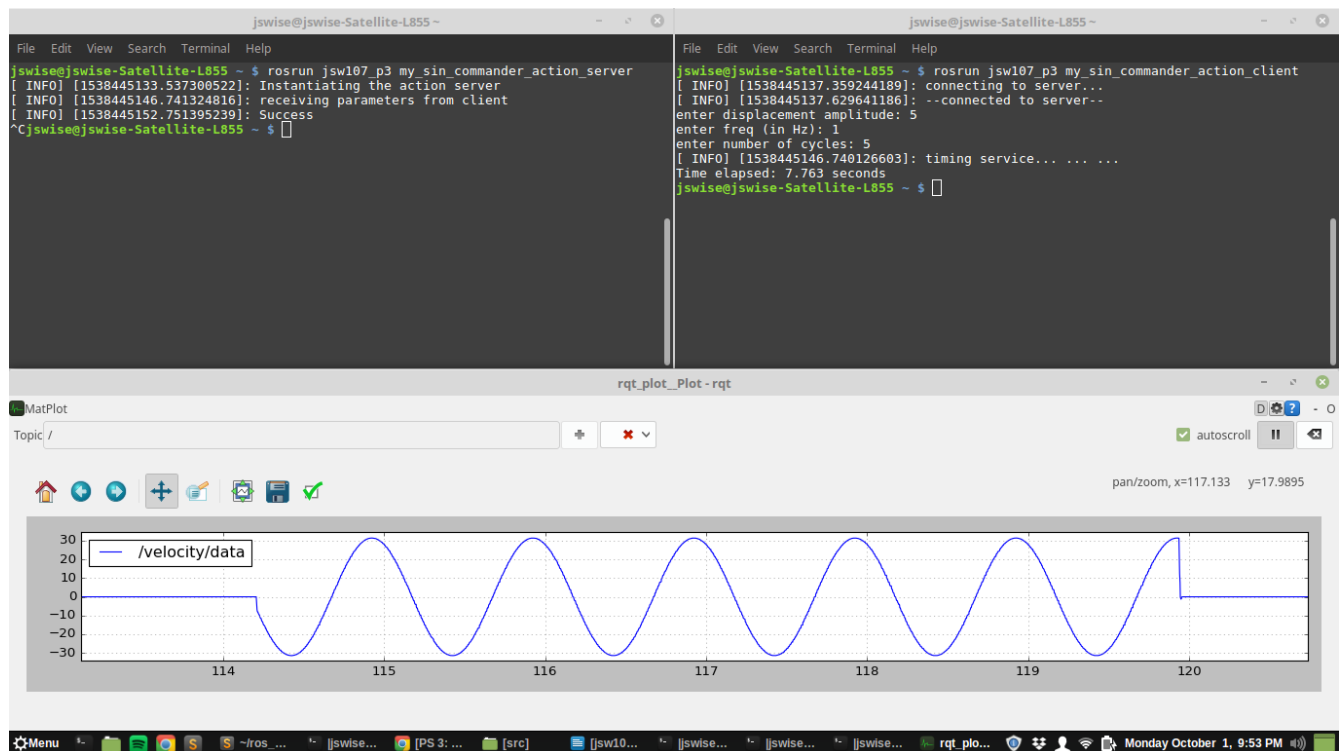 jswise@jswise-Satellite-L855 ~
File Edit View Search Terminal Help
jswise@jswise-Satellite-L855 ~ $ rosrun jsw107_p3 my_sin_commander_action_server
[ INFO] [1538445133.537300522]: Instantiating the action server
[ INFO] [1538445146.741324816]: receiving parameters from client
[ INFO] [1538445152.751395239]: Success
^Cjswise@jswise-Satellite-L855 ~ $
jswise@jswise-Satellite-L855 ~
File Edit View Search Terminal Help
jswise@jswise-Satellite-L855 ~ $ rosrun jsw107_p3 my_sin_commander_action_client
[ INFO] [1538445137.359244189]: connecting to server...
[ INFO] [1538445137.629641186]: --connected to server--
enter displacement amplitude: 5
enter freq (in Hz): 1
enter number of cycles: 5
[ INFO] [1538445146.740126603]: timing service... ... ...
Time elapsed: 7.763 seconds
jswise@jswise-Satellite-L855 ~ $
rqt_plot__Plot - rqt
MatPlot
D ? - O
Topic /
autoscroll
pan/zoom, x=117.133 y=17.9895
/velocity/data
30
20
10
0
−10
−20
−30
114 115 116 117 118 119 120
Menu S S ~/ros_... |jswise... [PS 3: ... [src] [jsw10... |jswise... |jswise... |jswise... rqt_plo... Monday October 1, 9:53 PM